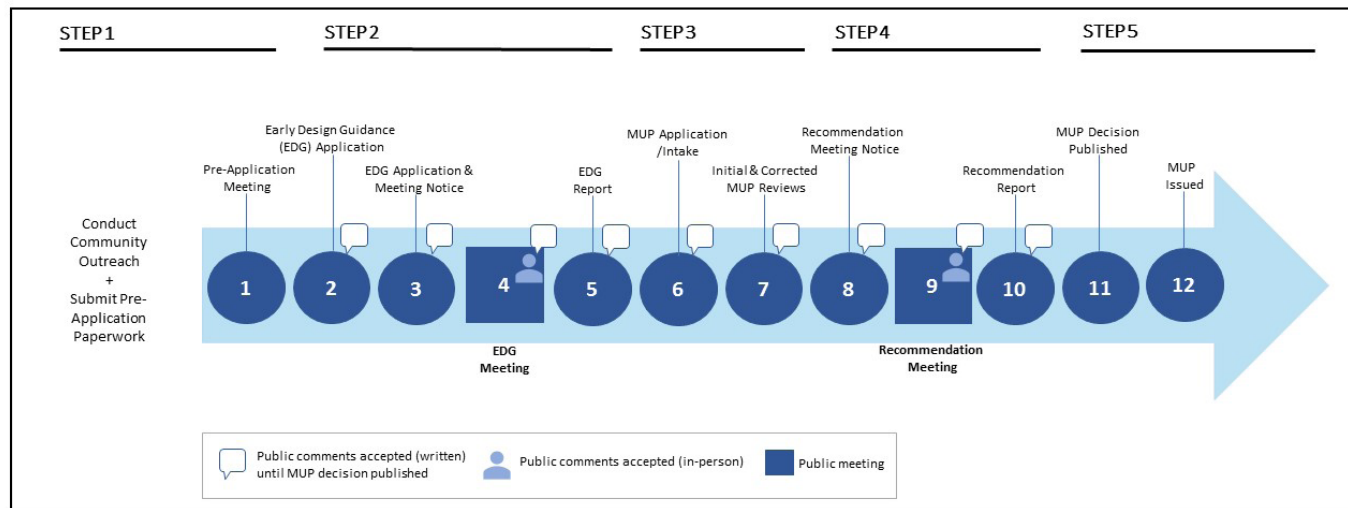 STEP1
STEP2
STEP3
STEP4
STEP5
Conduct
Community
Outreach
+
Submit Pre-
Application
Paperwork
Pre-Application
Meeting
Early Design Guidance
(EDG) Application
EDG Application &
Meeting Notice
EDG
Report
MUP Application
/Intake
Initial & Corrected
MUP Reviews
Recommendation
Meeting Notice
Recommendation
Report
MUP Decision
Published
MUP
Issued
1
2
3
4
5
6
7
8
9
10
11
12
EDG
Meeting
Recommendation
Meeting
Public comments accepted (written)
until MUP decision published
Public comments accepted (in-person)
Public meeting